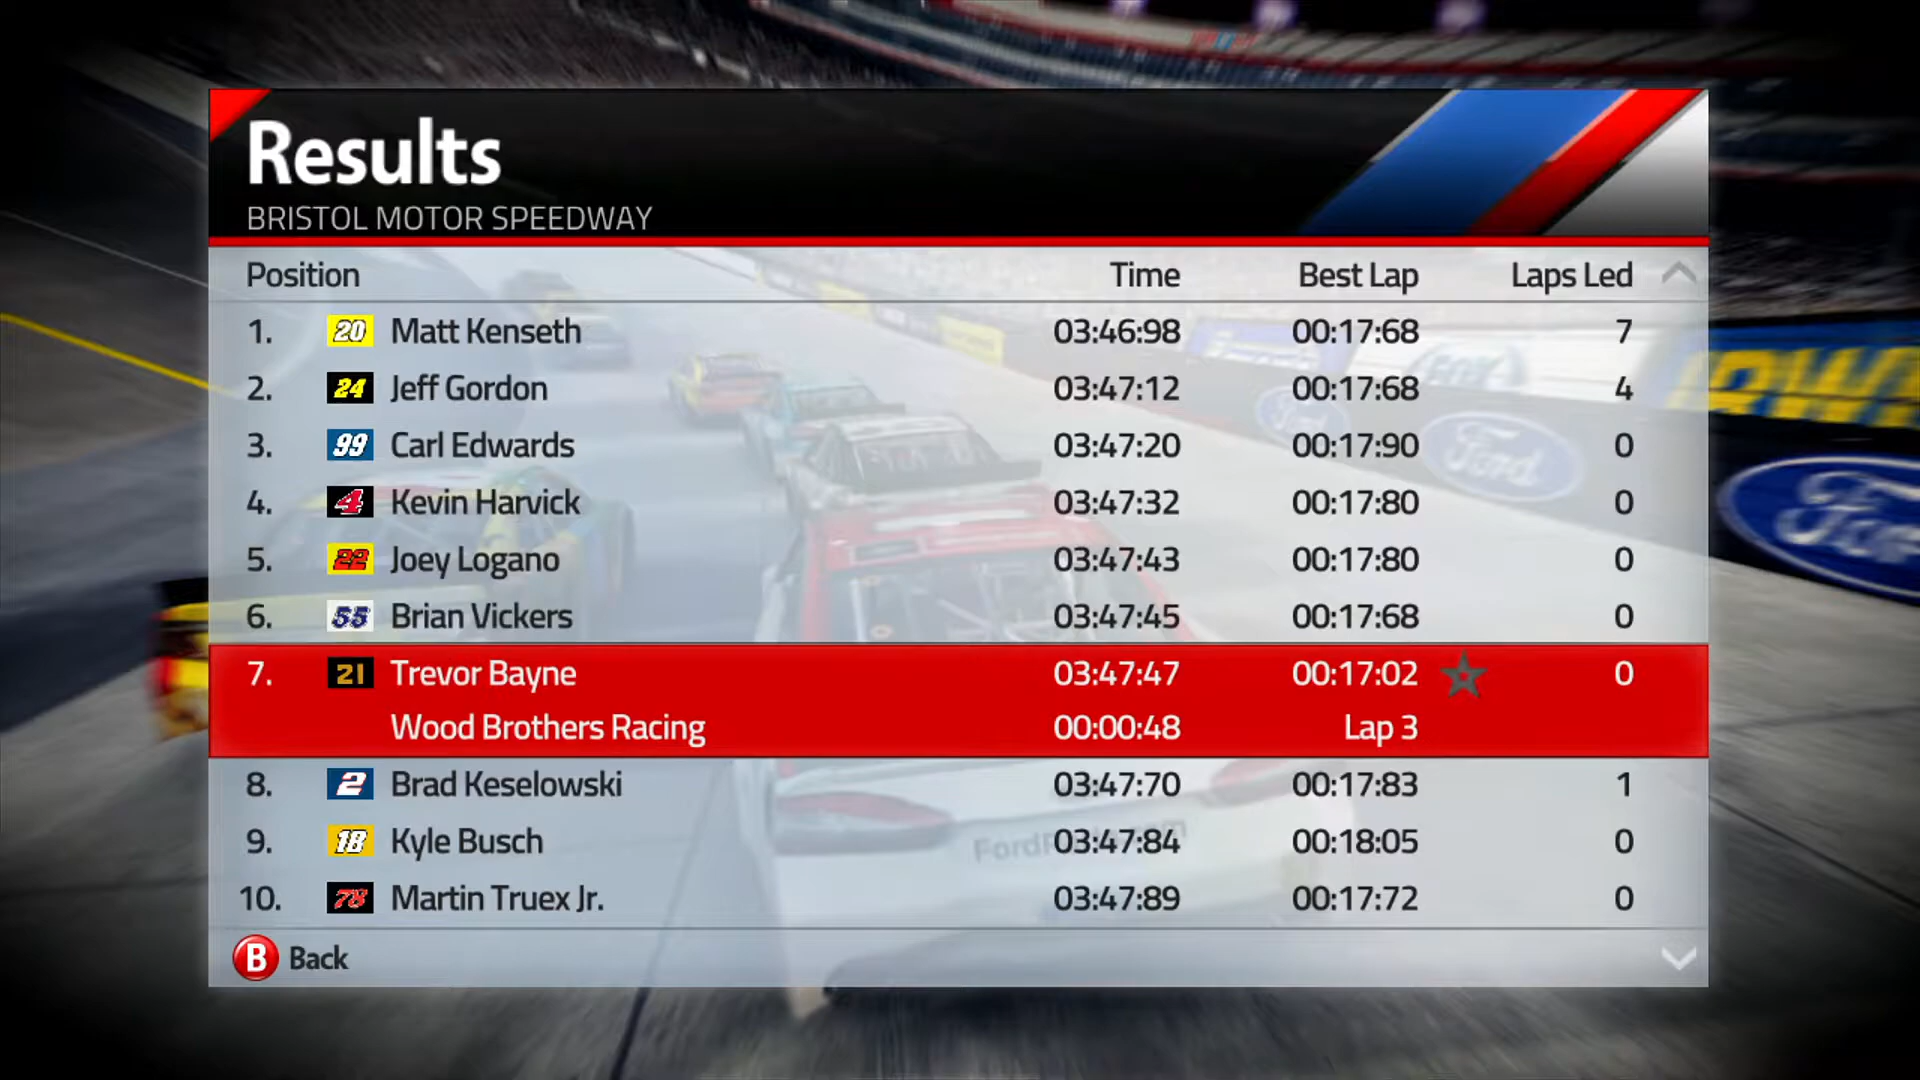 Results
BRISTOL MOTOR SPEEDWAY
Position Time Best Lap Laps Led
1. 20 Matt Kenseth 03:46:98 00:17:68 7
2. 24 Jeff Gordon 03:47:12 00:17:68 4
3. 99 Carl Edwards 03:47:20 00:17:90 0
4. 4 Kevin Harvick 03:47:32 00:17:80 0
5. 22 Joey Logano 03:47:43 00:17:80 0
6. 55 Brian Vickers 03:47:45 00:17:68 0
7. 21 Trevor Bayne 03:47:47 00:17:02 0
Wood Brothers Racing 00:00:48 Lap 3
8. 2 Brad Keselowski 03:47:70 00:17:83 1
9. 18 Kyle Busch 03:47:84 00:18:05 0
10. 78 Martin Truex Jr. 03:47:89 00:17:72 0
B Back
Ford
Ford